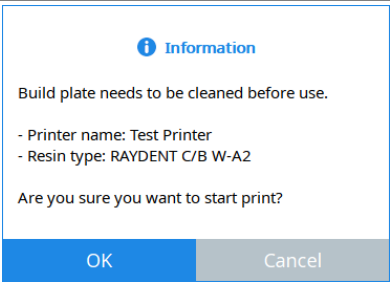 Information
Build plate needs to be cleaned before use.
- Printer name: Test Printer
- Resin type: RAYDENT C/B W-A2
Are you sure you want to start print?
OK
Cancel